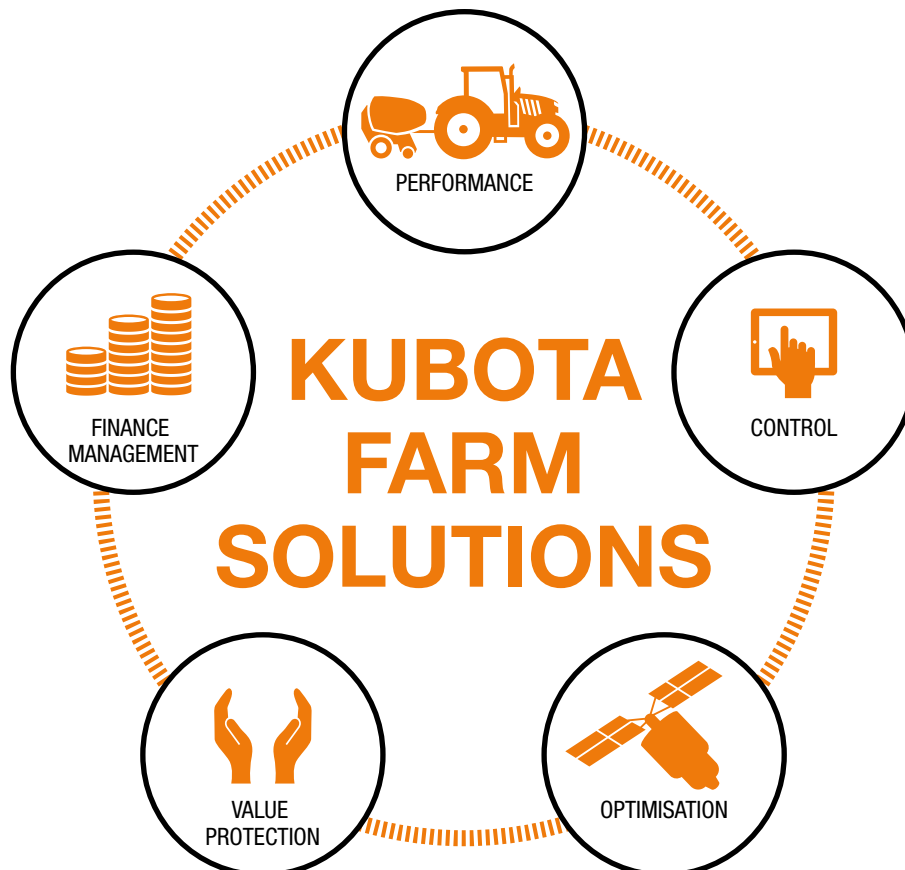 PERFORMANCE
KUBOTA
FARM
SOLUTIONS
CONTROL
OPTIMISATION
VALUE
PROTECTION
FINANCE
MANAGEMENT